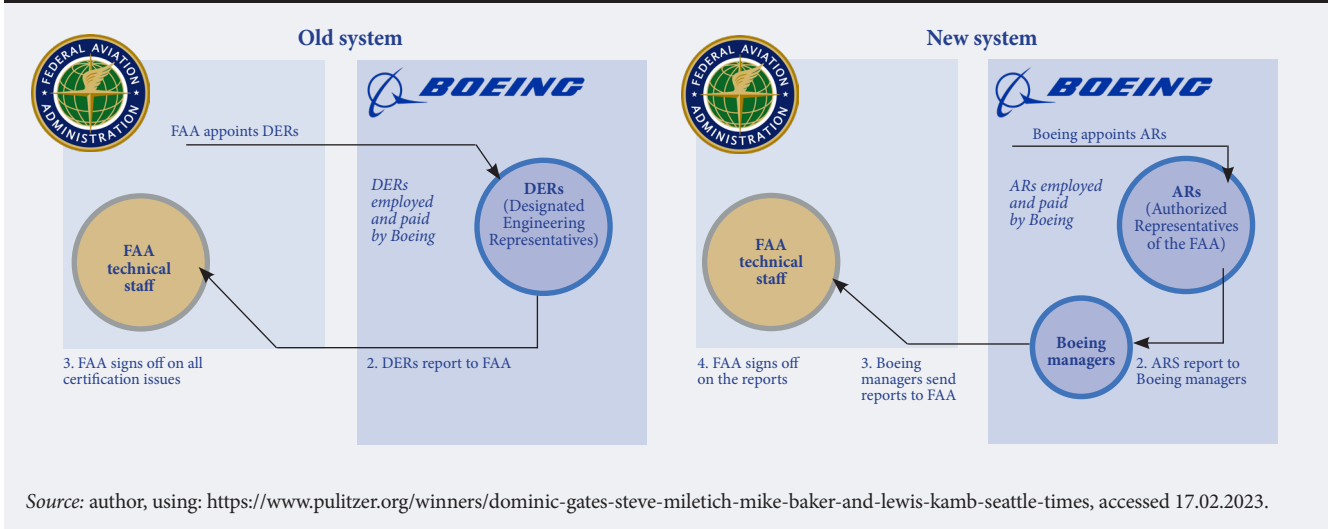 Old system
FEDERAL AVIATION
ADMINISTRATION
BOEING
FAA appoints DERs
DERs
employed
and paid
by Boeing
DERs
(Designated
Engineering
Representatives)
FAA
technical
staff
3. FAA signs off on all
certification issues
2. DERs report to FAA
New system
FEDERAL AVIATION
ADMINISTRATION
BOEING
Boeing appoints ARs
ARs employed
and paid
by Boeing
ARs
(Authorized
Representatives
of the FAA)
FAA
technical
staff
Boeing
managers
4. FAA signs off
on the reports
3. Boeing
managers send
reports to FAA
2. ARS report to
Boeing managers
Source: author, using: https://www.pulitzer.org/winners/dominic-gates-steve-miletich-mike-baker-and-lewis-kamb-seattle-times, accessed 17.02.2023.